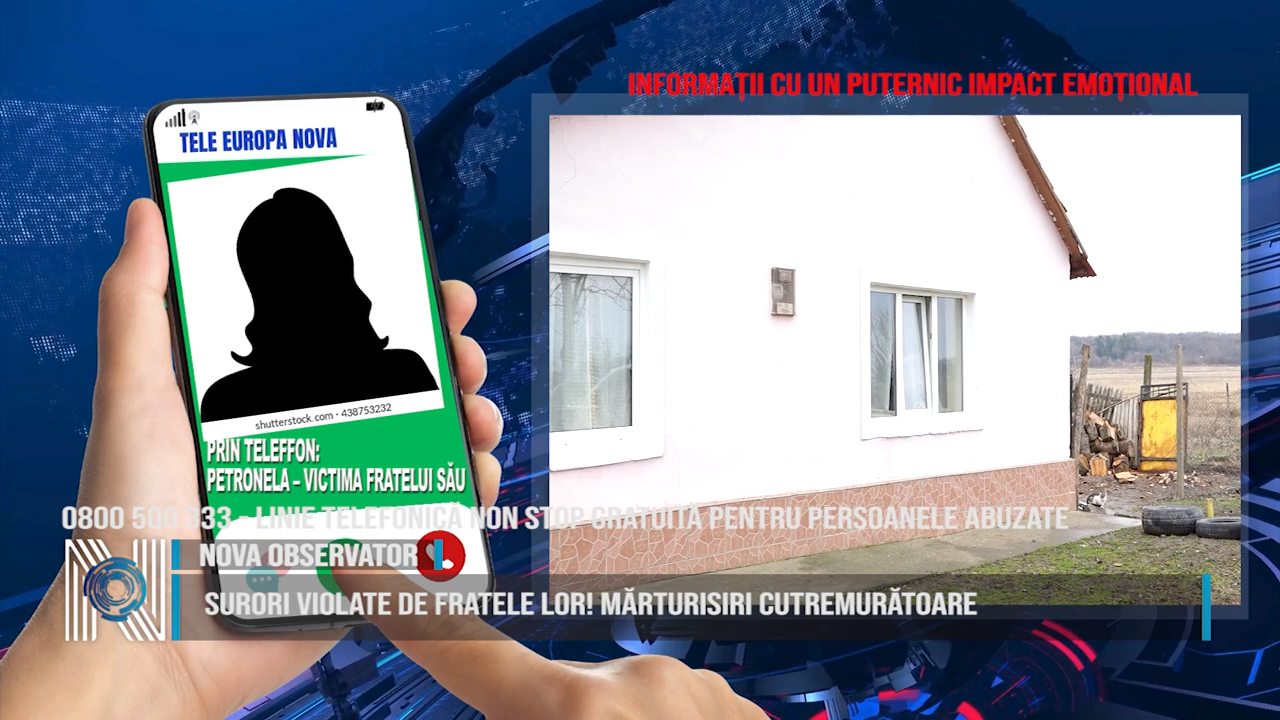 INFORMAȚII CU UN PUTERNIC IMPACT EMOȚIONAL
TELE EUROPA NOVA
shutterstock.com • 438753232
PRIN TELEFFON:
PETRONELA – VICTIMA FRATELUI SĂU
0800 500 333 - LINIE TELEFONICĂ NON STOP GRATUITĂ PENTRU PERSOANELE ABUZATE
NOVA OBSERVATOR
SURORI VIOLATE DE FRATELE LOR! MĂRTURISIRI CUTREMURĂTOARE